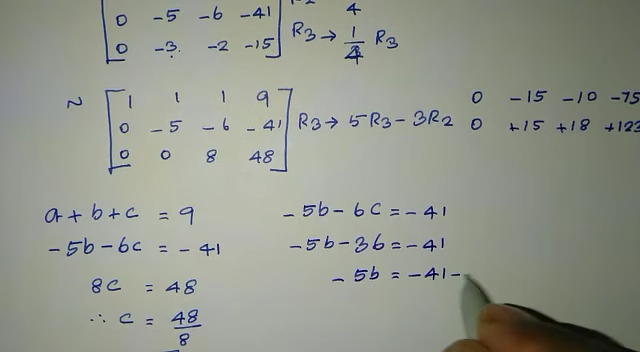 0 -5 -6 -41
4
0 -3 -2 -15 R3 → 1/4 R3
~ 1 1 1 9
0 -5 -6 -41 R3 → 5R3 - 3R2
0 0 8 48
0 -15 -10 -75
0 +15 +18 +123
a + b + c = 9
-5b - 6c = -41
8C = 48
∴ C = 48/8
-5b - 6C = -41
-5b - 36 = -41
-5b = -41 -